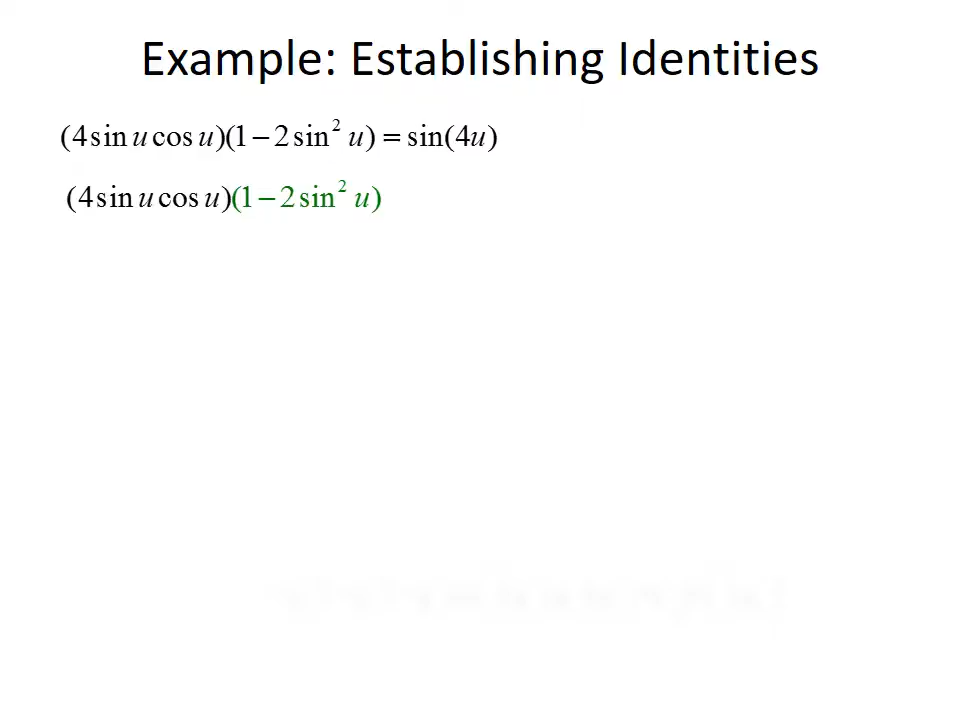 Example: Establishing Identities
(4 sin u cos u)(1 − 2 sin² u) = sin(4u)
(4 sin u cos u)(1 − 2 sin² u)